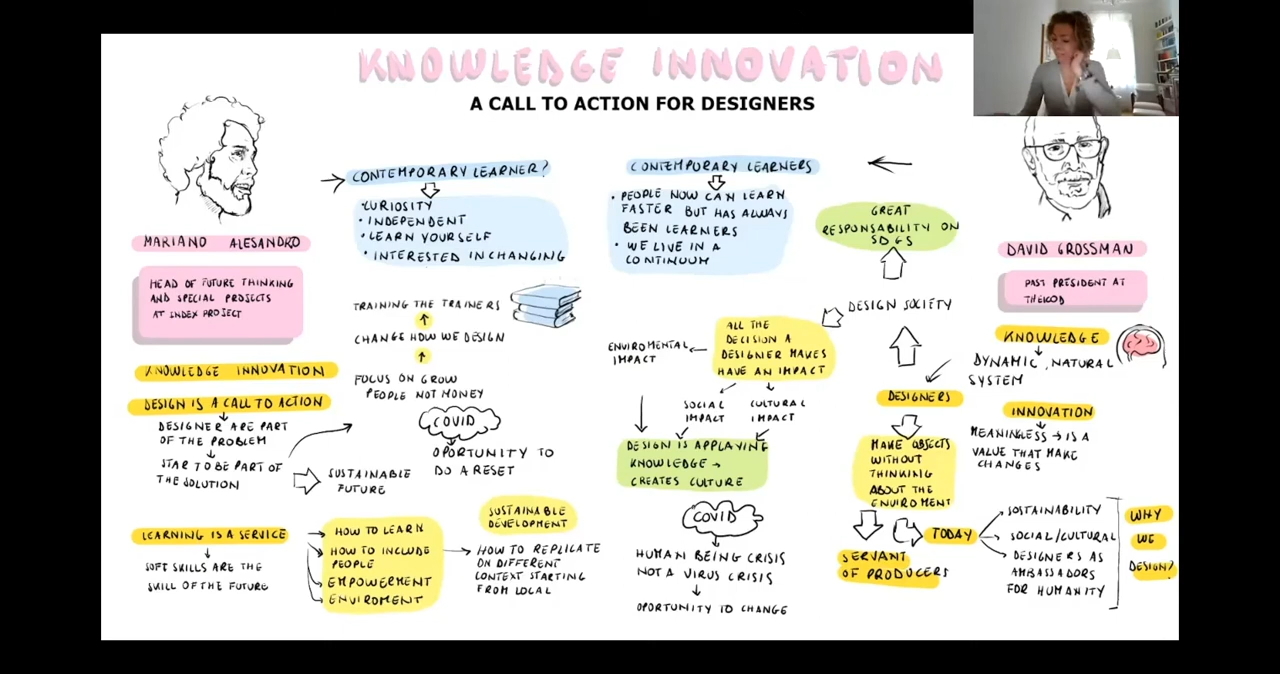 KNOWLEDGE INNOVATION
A CALL TO ACTION FOR DESIGNERS
MARIANO ALESANDRO
HEAD OF FUTURE THINKING
AND SPECIAL PROJECTS
AT INDEX PROJECT
KNOWLEDGE INNOVATION
DESIGN IS A CALL TO ACTION
DESIGNER ARE PART
OF THE PROBLEM
STAR TO BE PART OF
THE SOLUTION
SUSTAINABLE
FUTURE
LEARNING IS A SERVICE
SOFT SKILLS ARE THE
SKILL OF THE FUTURE
HOW TO LEARN
HOW TO INCLUDE
PEOPLE
EMPOWERMENT
ENVIROMENT
SUSTAINABLE
DEVELOPMENT
HOW TO REPLICATE
ON DIFFERENT
CONTEXT STARTING
FROM LOCAL
CONTEMPORARY LEARNER?
• CURIOSITY
• INDEPENDENT
• LEARN YOURSELF
• INTERESTED IN CHANGING
TRAINING THE TRAINERS
CHANGE HOW WE DESIGN
FOCUS ON GROW
PEOPLE NOT MONEY
COVID
OPORTUNITY TO
DO A RESET
CONTEMPORARY LEARNERS
• PEOPLE NOW CAN LEARN
FASTER BUT HAS ALWAYS
BEEN LEARNERS
• WE LIVE IN A
CONTINUUM
GREAT
RESPONSABILITY ON
SDGS
DESIGN SOCIETY
ALL THE
DECISION A
DESIGNER MAKES
HAVE AN IMPACT
ENVIROMENTAL
IMPACT
SOCIAL
IMPACT
CULTURAL
IMPACT
DESIGN IS APPLAYING
KNOWLEDGE →
CREATES CULTURE
COVID
HUMAN BEING CRISIS
NOT A VIRUS CRISIS
OPORTUNITY TO CHANGE
DAVID GROSSMAN
PAST PRESIDENT AT
THEICOD
KNOWLEDGE
DYNAMIC, NATURAL
SYSTEM
INNOVATION
MEANINGLESS → IS A
VALUE THAT MAKE
CHANGES
DESIGNERS
MAKE OBJECTS
WITHOUT
THINKING
ABOUT THE
ENVIROMENT
SERVANT
OF PRODUCERS
TODAY
SOSTAINABILITY
SOCIAL/CULTURAL
DESIGNERS AS
AMBASSADORS
FOR HUMANITY
WHY
WE
DESIGN?